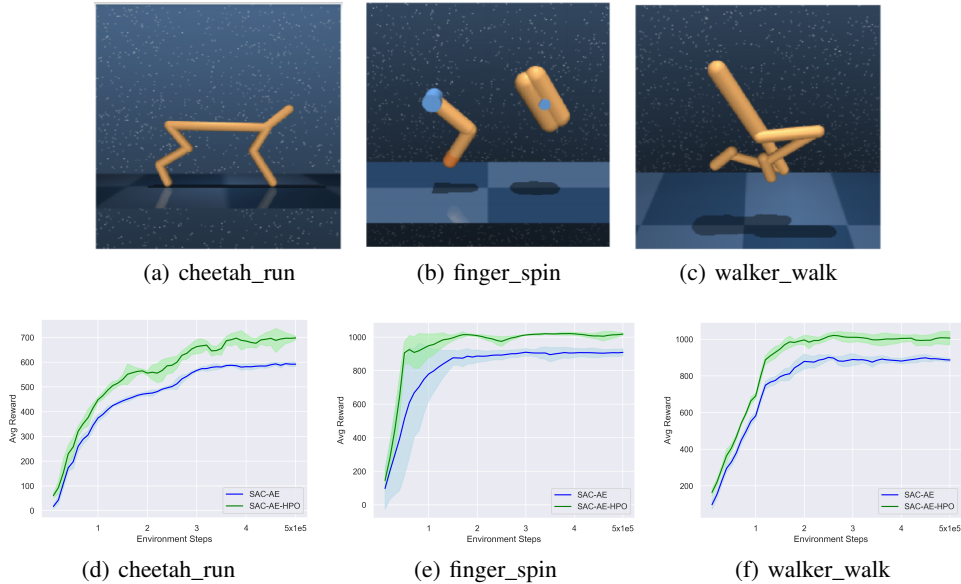 (a) cheetah_run
(b) finger_spin
(c) walker_walk
700
600
500
400
300
200
100
0
Avg Reward
1
2
3
4
5x1e5
Environment Steps
SAC-AE
SAC-AE-HPO
(d) cheetah_run
1000
800
600
400
200
0
Avg Reward
1
2
3
4
5x1e5
Environment Steps
SAC-AE
SAC-AE-HPO
(e) finger_spin
1000
800
600
400
200
Avg Reward
1
2
3
4
5x1e5
Environment Steps
SAC-AE
SAC-AE-HPO
(f) walker_walk